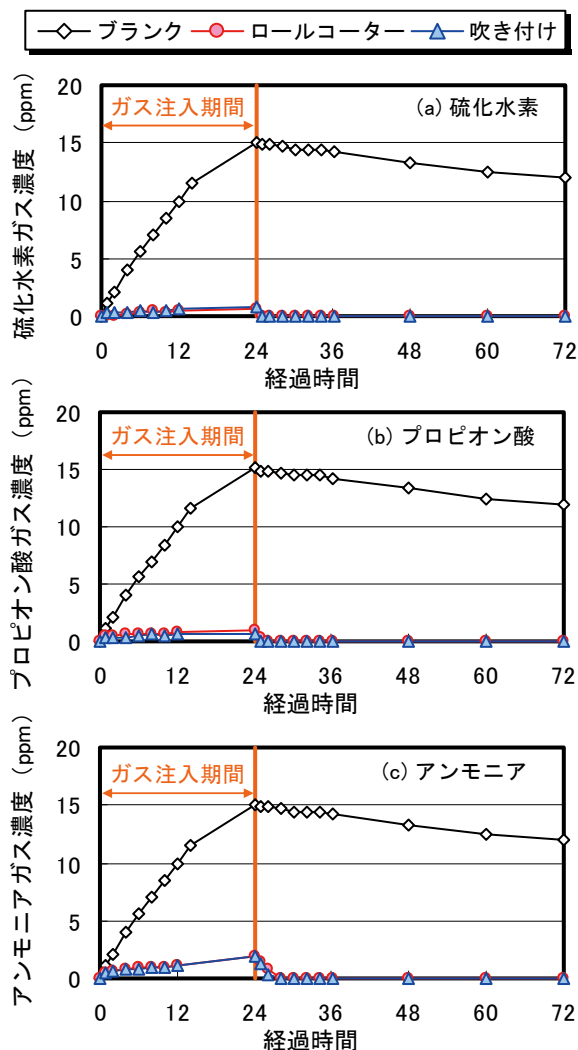 ブランク ロールコーター 吹き付け
硫化水素ガス濃度（ppm）
20
15
10
5
0
ガス注入期間
(a) 硫化水素
0 12 24 36 48 60 72
経過時間
プロピオン酸ガス濃度（ppm）
20
15
10
5
0
ガス注入期間
(b) プロピオン酸
0 12 24 36 48 60 72
経過時間
アンモニアガス濃度（ppm）
20
15
10
5
0
ガス注入期間
(c) アンモニア
0 12 24 36 48 60 72
経過時間